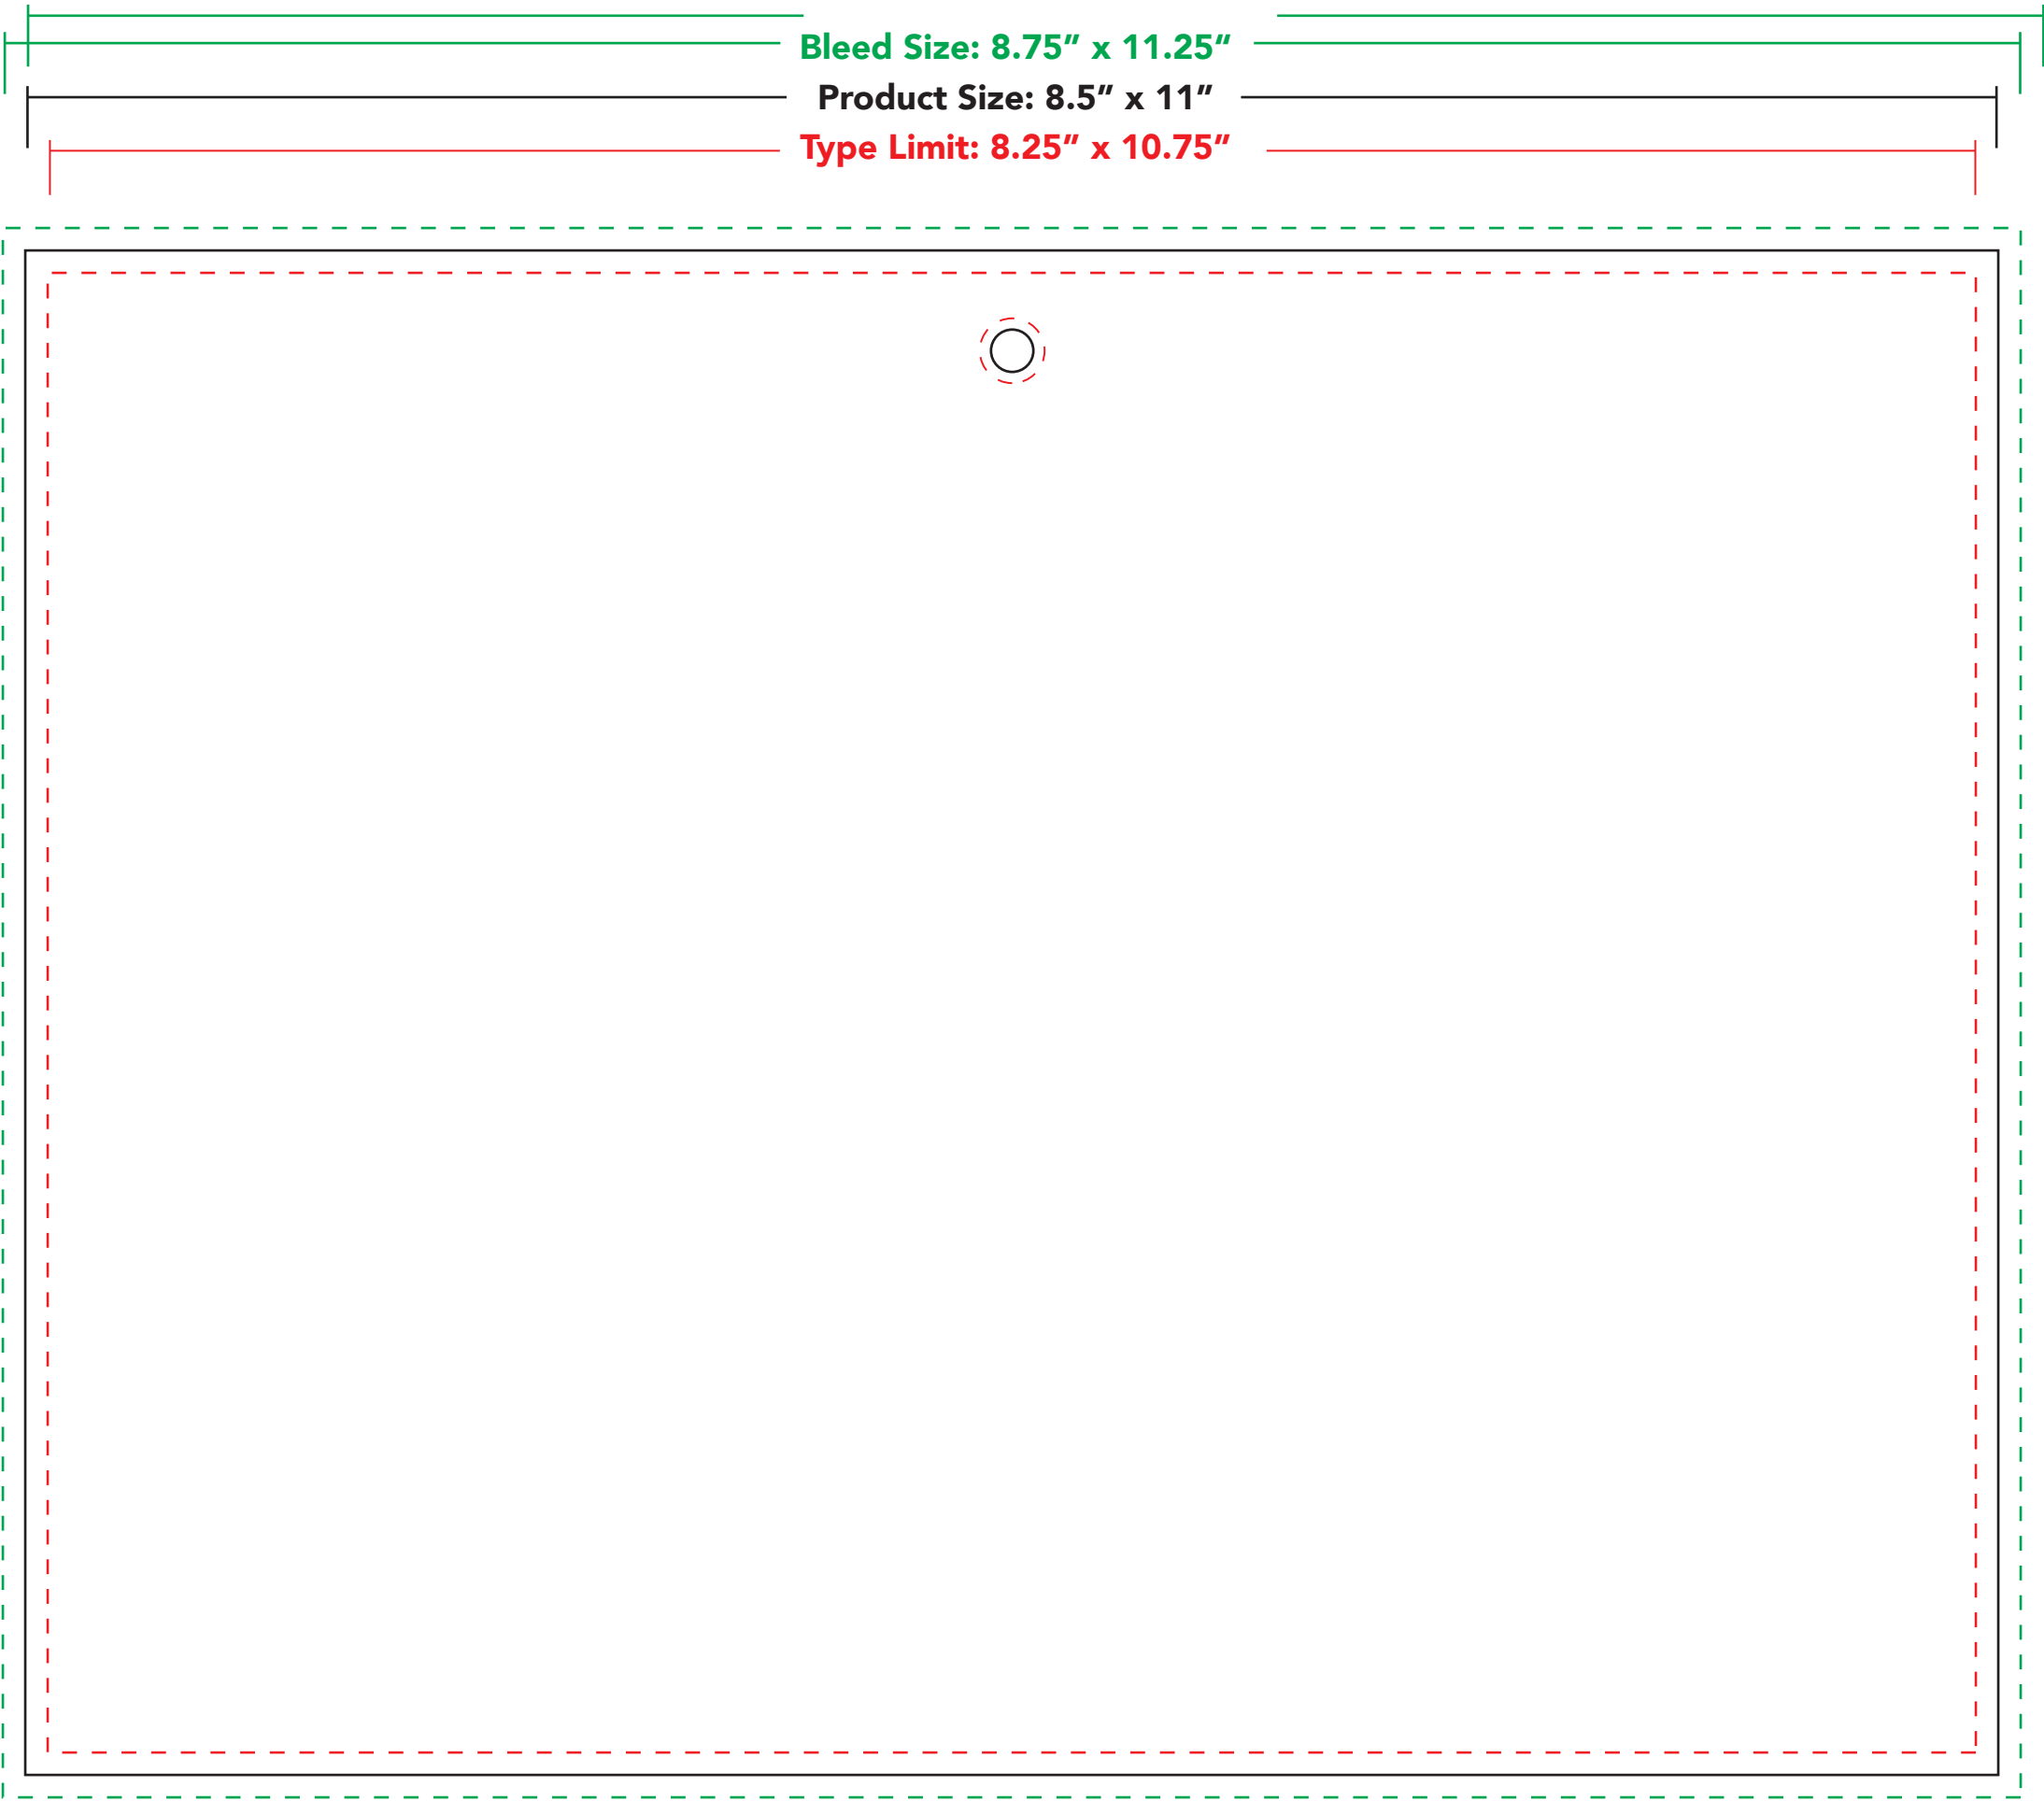 Bleed Size: 8.75” x 11.25”
Product Size: 8.5” x 11”
Type Limit: 8.25” x 10.75”